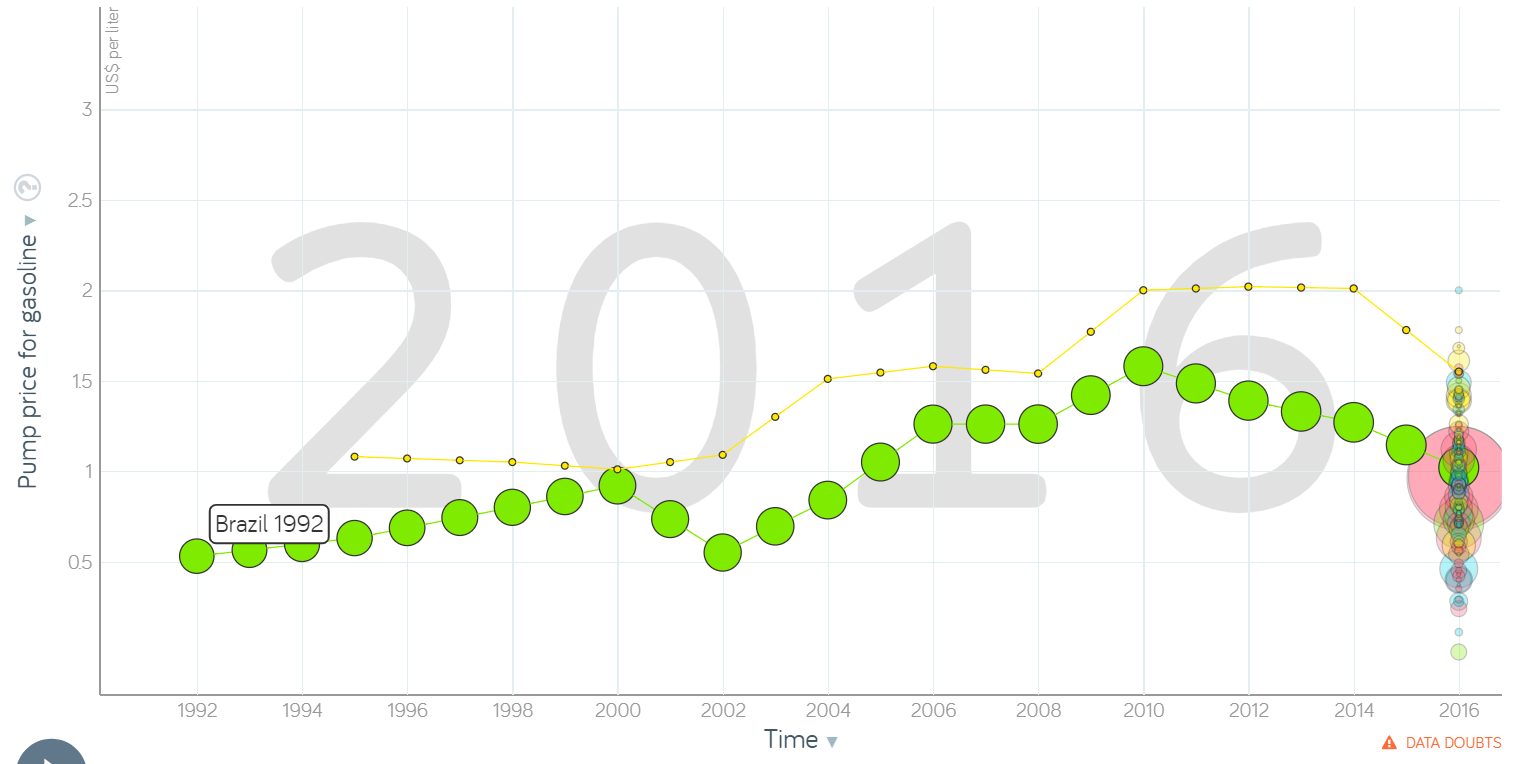 US$ per liter
Pump price for gasoline ▼ ?
3
2.5
2
1.5
1
0.5
2016
Brazil 1992
1992 1994 1996 1998 2000 2002 2004 2006 2008 2010 2012 2014 2016
Time ▼
DATA DOUBTS